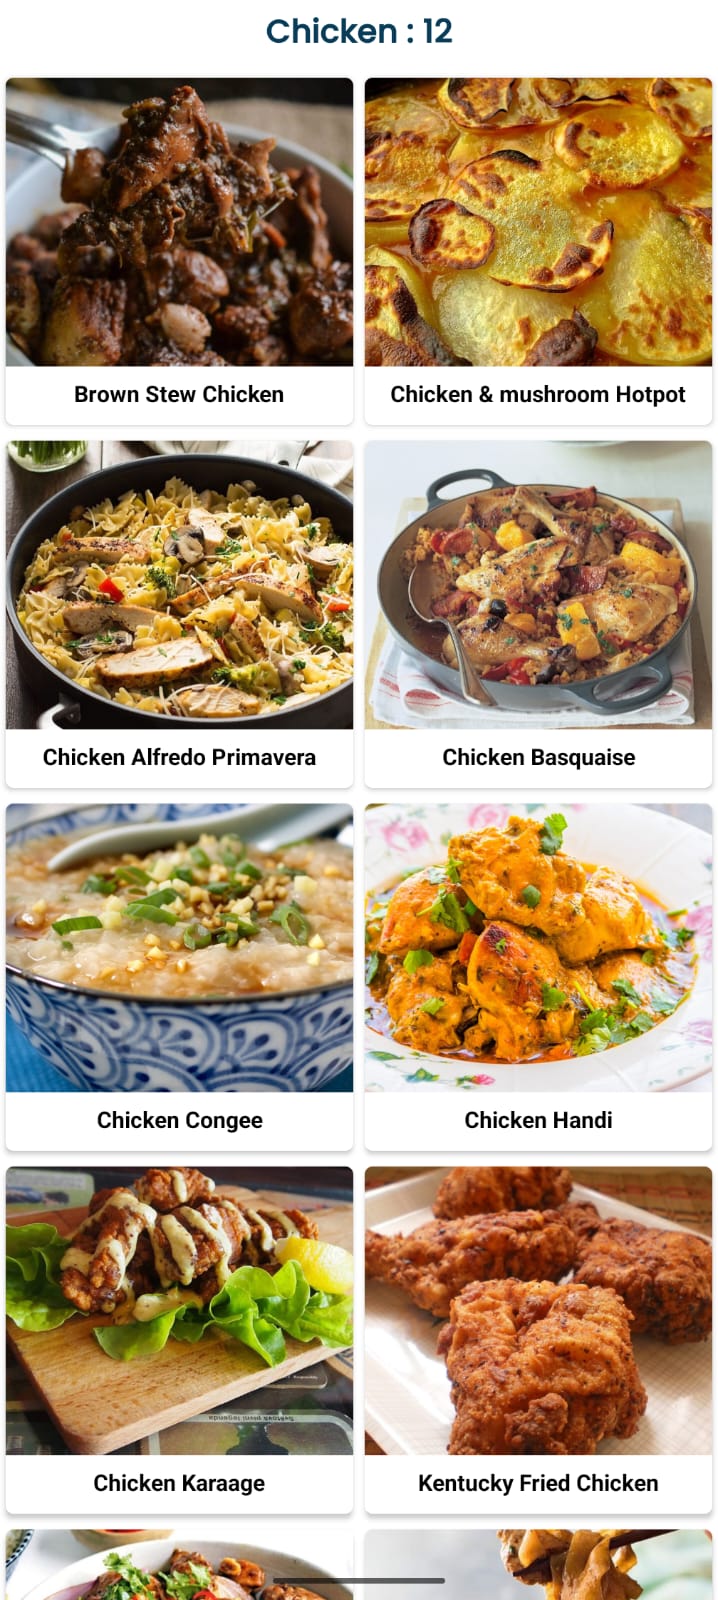 Chicken : 12
Brown Stew Chicken
Chicken & mushroom Hotpot
Chicken Alfredo Primavera
Chicken Basquaise
Chicken Congee
Chicken Handi
Chicken Karaage
Kentucky Fried Chicken